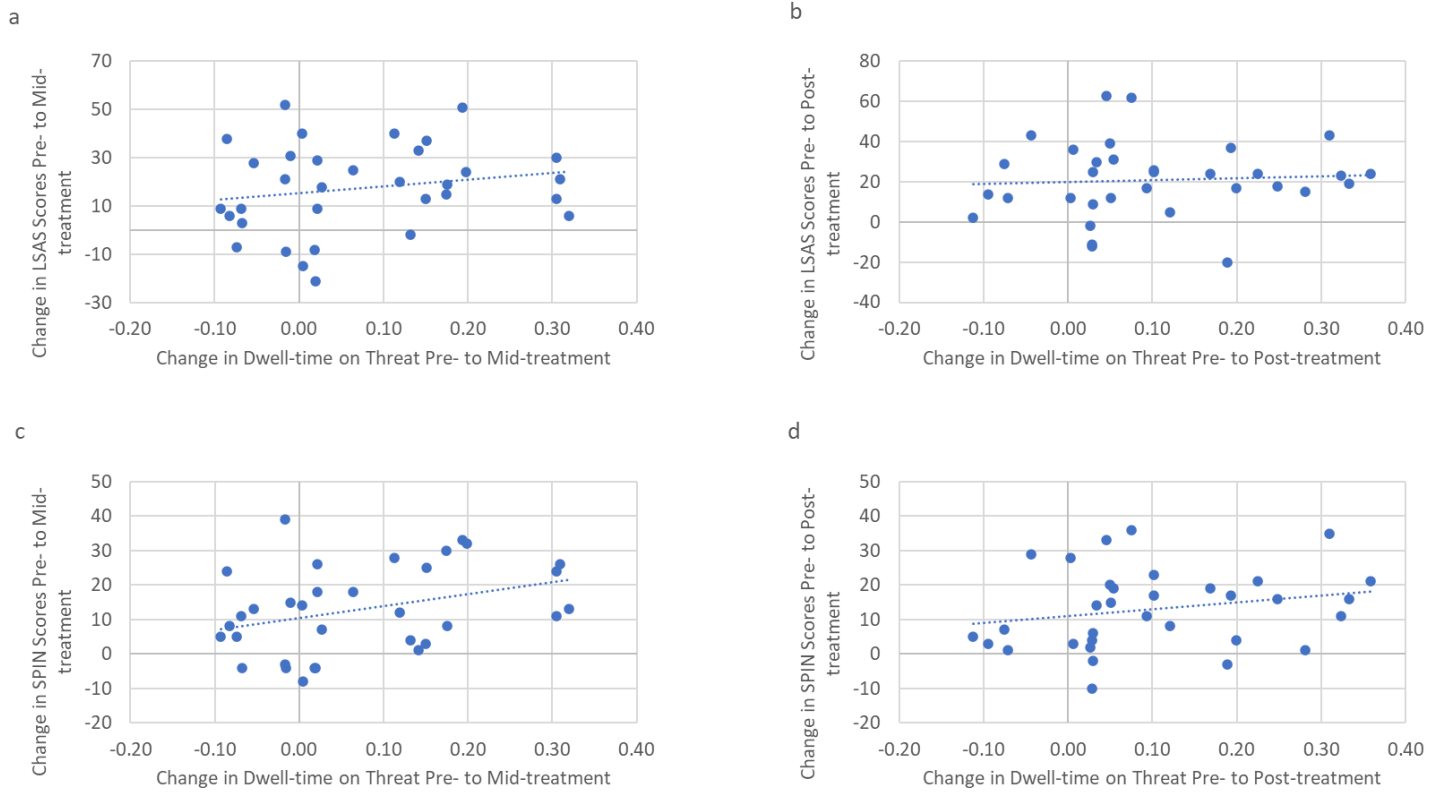 a
Change in LSAS Scores Pre- to Mid-
treatment
70
50
30
10
-10
-30
-0.20 -0.10 0.00 0.10 0.20 0.30 0.40
Change in Dwell-time on Threat Pre- to Mid-treatment
b
Change in LSAS Scores Pre- to Post-
treatment
80
60
40
20
0
-20
-40
-0.20 -0.10 0.00 0.10 0.20 0.30 0.40
Change in Dwell-time on Threat Pre- to Post-treatment
c
Change in SPIN Scores Pre- to Mid-
treatment
50
40
30
20
10
0
-10
-20
-0.20 -0.10 0.00 0.10 0.20 0.30 0.40
Change in Dwell-time on Threat Pre- to Mid-treatment
d
Change in SPIN Scores Pre- to Post-
treatment
50
40
30
20
10
0
-10
-20
-0.20 -0.10 0.00 0.10 0.20 0.30 0.40
Change in Dwell-time on Threat Pre- to Post-treatment